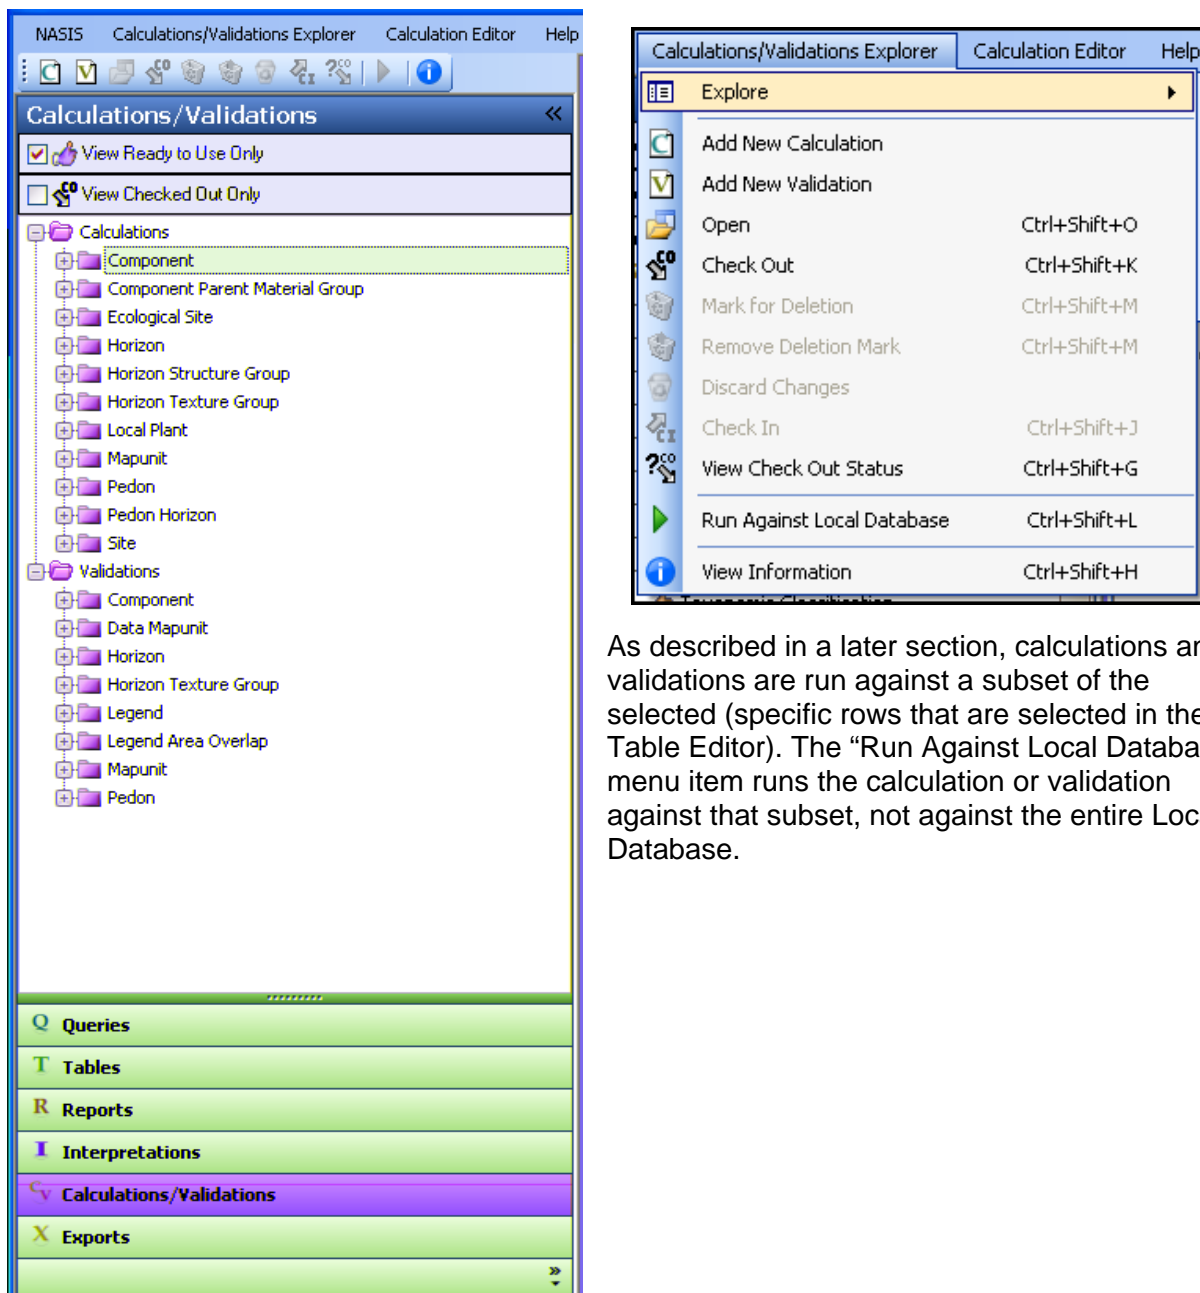 NASIS Calculations/Validations Explorer Calculation Editor Help
Calculations/Validations
View Ready to Use Only
View Checked Out Only
Calculations
Component
Component Parent Material Group
Ecological Site
Horizon
Horizon Structure Group
Horizon Texture Group
Local Plant
Mapunit
Pedon
Pedon Horizon
Site
Validations
Component
Data Mapunit
Horizon
Horizon Texture Group
Legend
Legend Area Overlap
Mapunit
Pedon
Q Queries
T Tables
R Reports
I Interpretations
CV Calculations/Validations
X Exports
Calculations/Validations Explorer Calculation Editor Help
Explore
Add New Calculation
Add New Validation
Open Ctrl+Shift+O
Check Out Ctrl+Shift+K
Mark for Deletion Ctrl+Shift+M
Remove Deletion Mark Ctrl+Shift+M
Discard Changes
Check In Ctrl+Shift+J
View Check Out Status Ctrl+Shift+G
Run Against Local Database Ctrl+Shift+L
View Information Ctrl+Shift+H
As described in a later section, calculations an
validations are run against a subset of the
selected (specific rows that are selected in the
Table Editor). The “Run Against Local Databa
menu item runs the calculation or validation
against that subset, not against the entire Loc
Database.